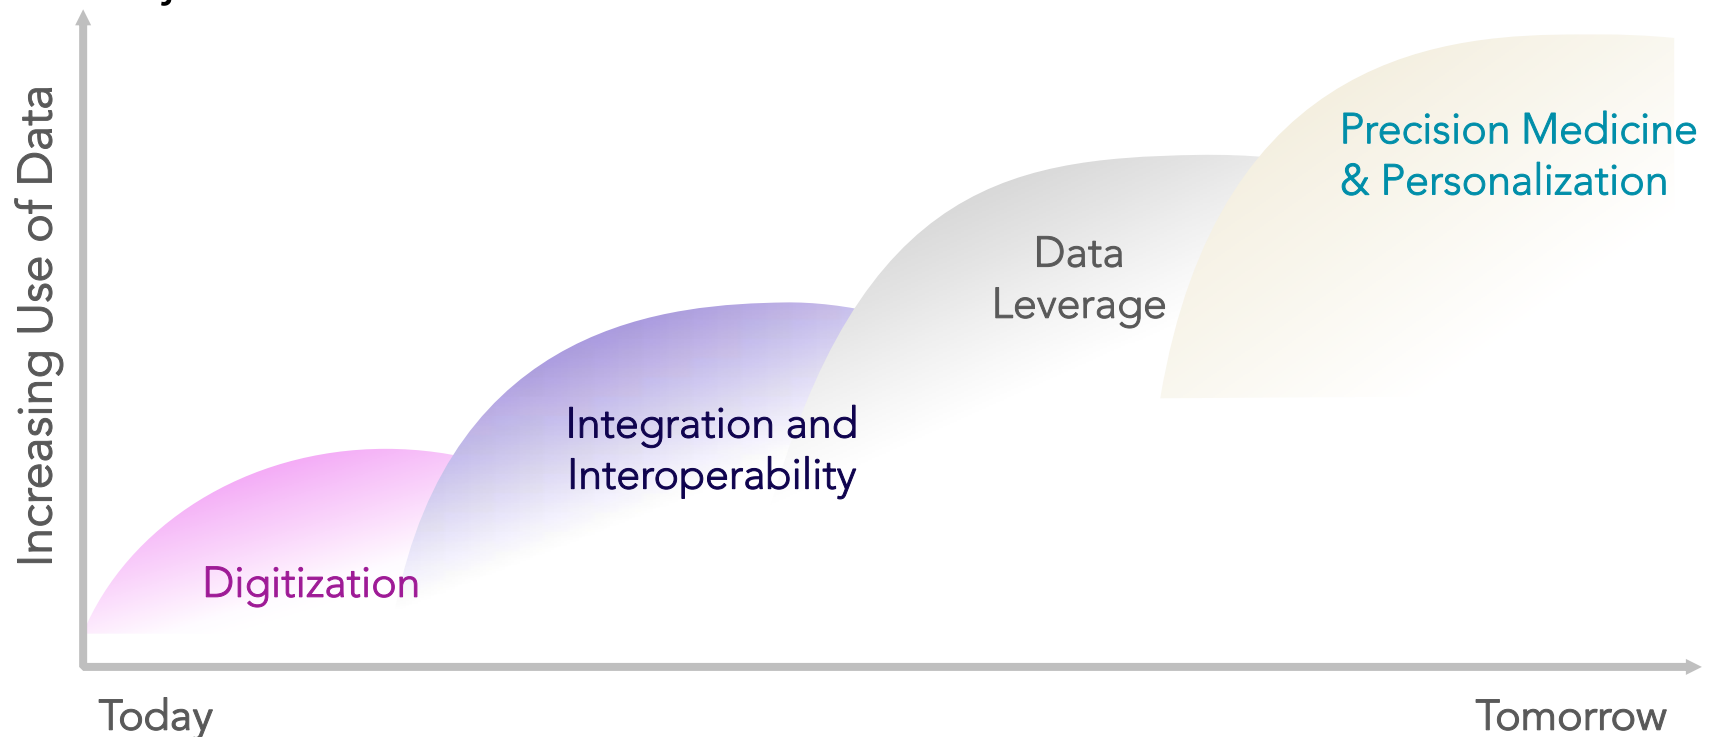 Increasing Use of Data
Precision Medicine
& Personalization
Data
Leverage
Integration and
Interoperability
Digitization
Today
Tomorrow